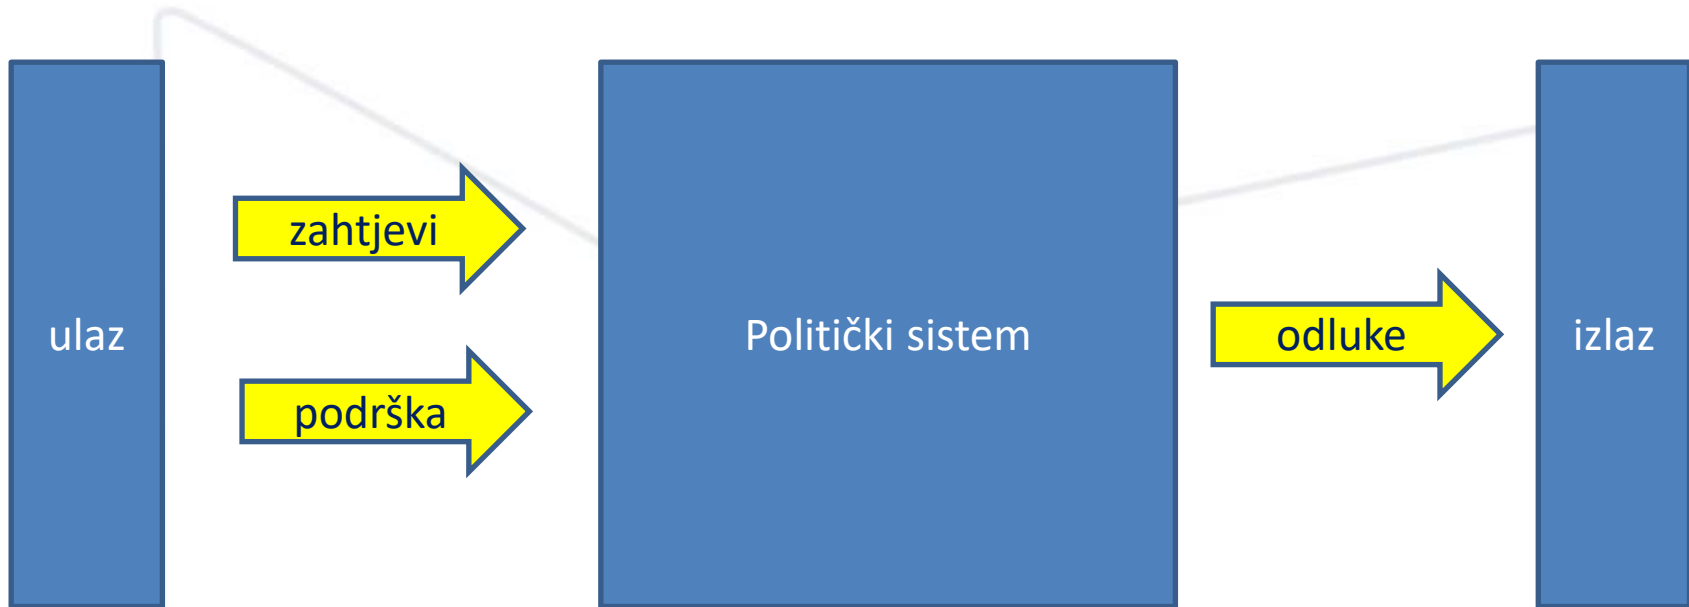 zahtjevi
ulaz
Politički sistem
odluke
izlaz
podrška